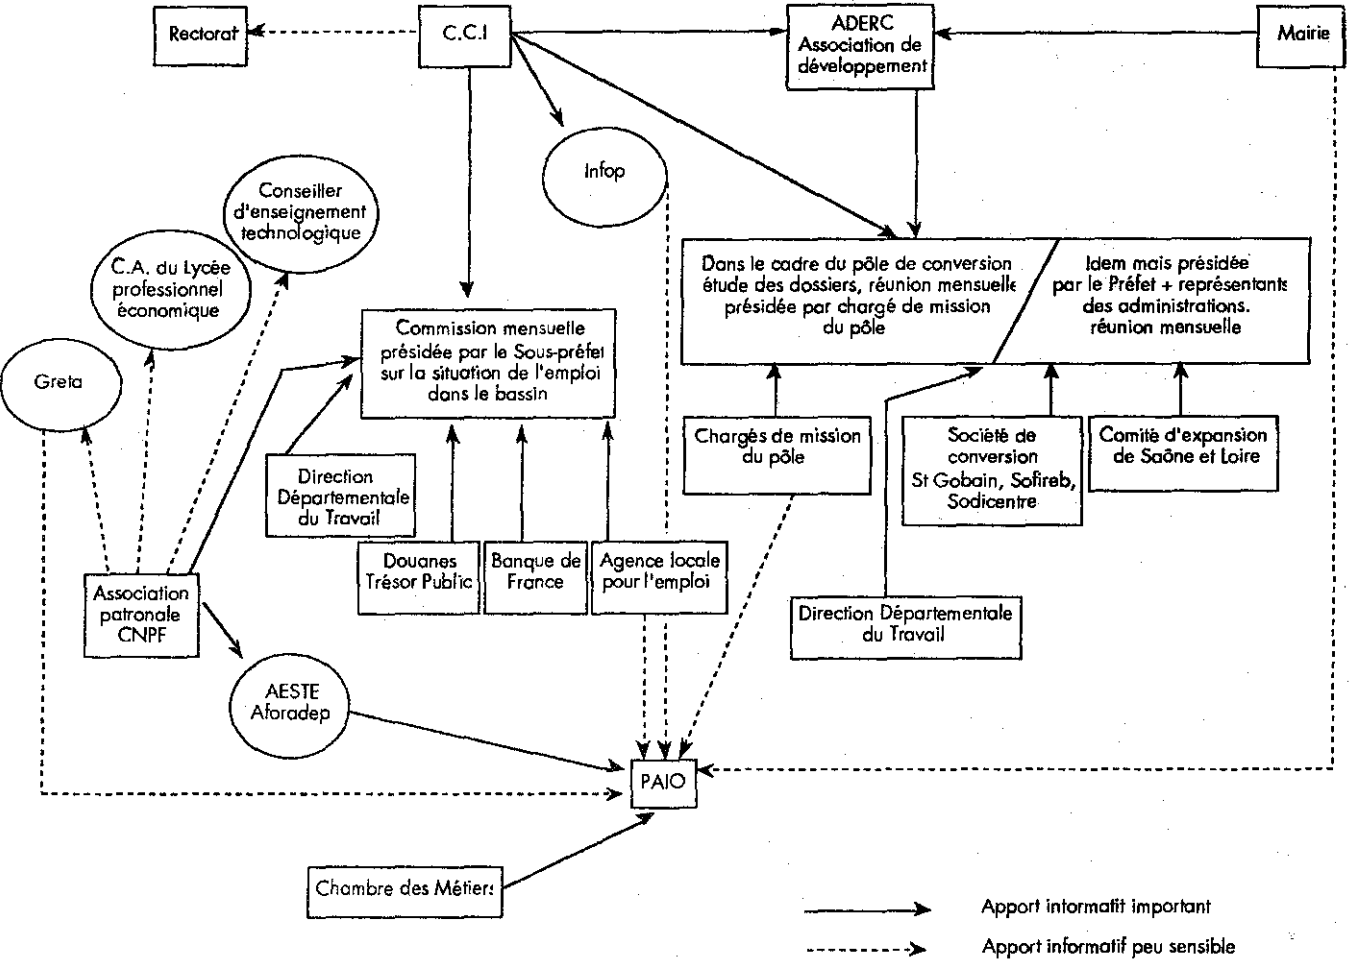 Rectorat
C.C.I
ADERC
Association de
développement
Mairie
Infop
Conseiller
d'enseignement
technologique
C.A. du Lycée
professionnel
économique
Greta
Dans le cadre du pôle de conversion
étude des dossiers, réunion mensuelle
présidée par chargé de mission
du pôle
Idem mais présidée
par le Préfet + représentants
des administrations.
réunion mensuelle
Commission mensuelle
présidée par le Sous-préfet
sur la situation de l'emploi
dans le bassin
Chargés de mission
du pôle
Société de
conversion
St Gobain, Sofireb,
Sodicentre
Comité d'expansion
de Saône et Loire
Direction
Départementale
du Travail
Douanes
Trésor Public
Banque de
France
Agence locale
pour l'emploi
Association
patronale
CNPF
Direction Départementale
du Travail
AESTE
Aforadep
PAIO
Chambre des Métiers
Apport informatif important
Apport informatif peu sensible